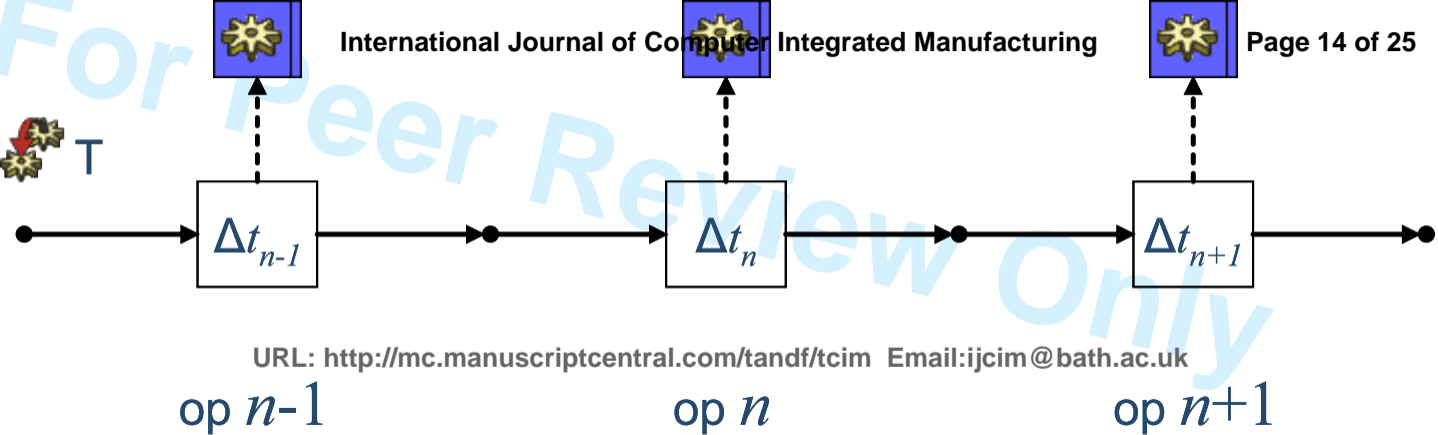 International Journal of Computer Integrated Manufacturing Page 14 of 25
For Peer Review Only
T
Δt_{n-1} Δt_n Δt_{n+1}
URL: http://mc.manuscriptcentral.com/tandf/tcim Email:ijcim@bath.ac.uk
op n-1 op n op n+1